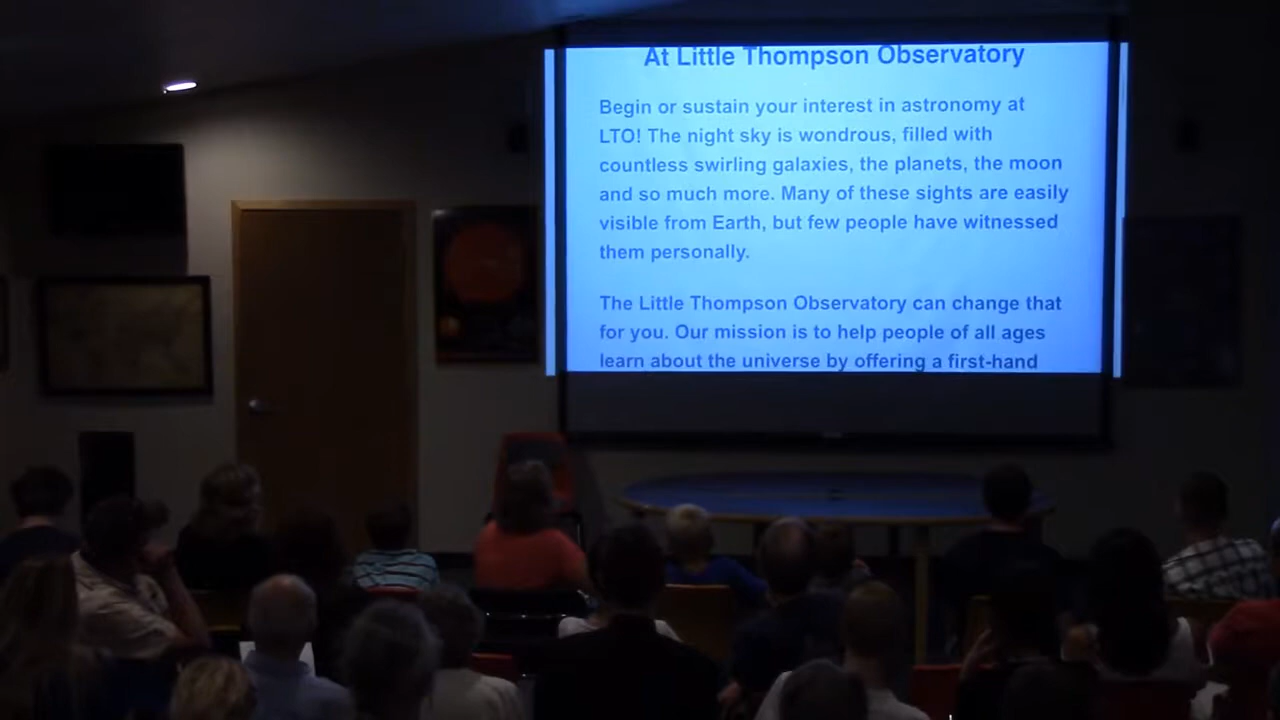 At Little Thompson Observatory
Begin or sustain your interest in astronomy at
LTO! The night sky is wondrous, filled with
countless swirling galaxies, the planets, the moon
and so much more. Many of these sights are easily
visible from Earth, but few people have witnessed
them personally.
The Little Thompson Observatory can change that
for you. Our mission is to help people of all ages
learn about the universe by offering a first-hand